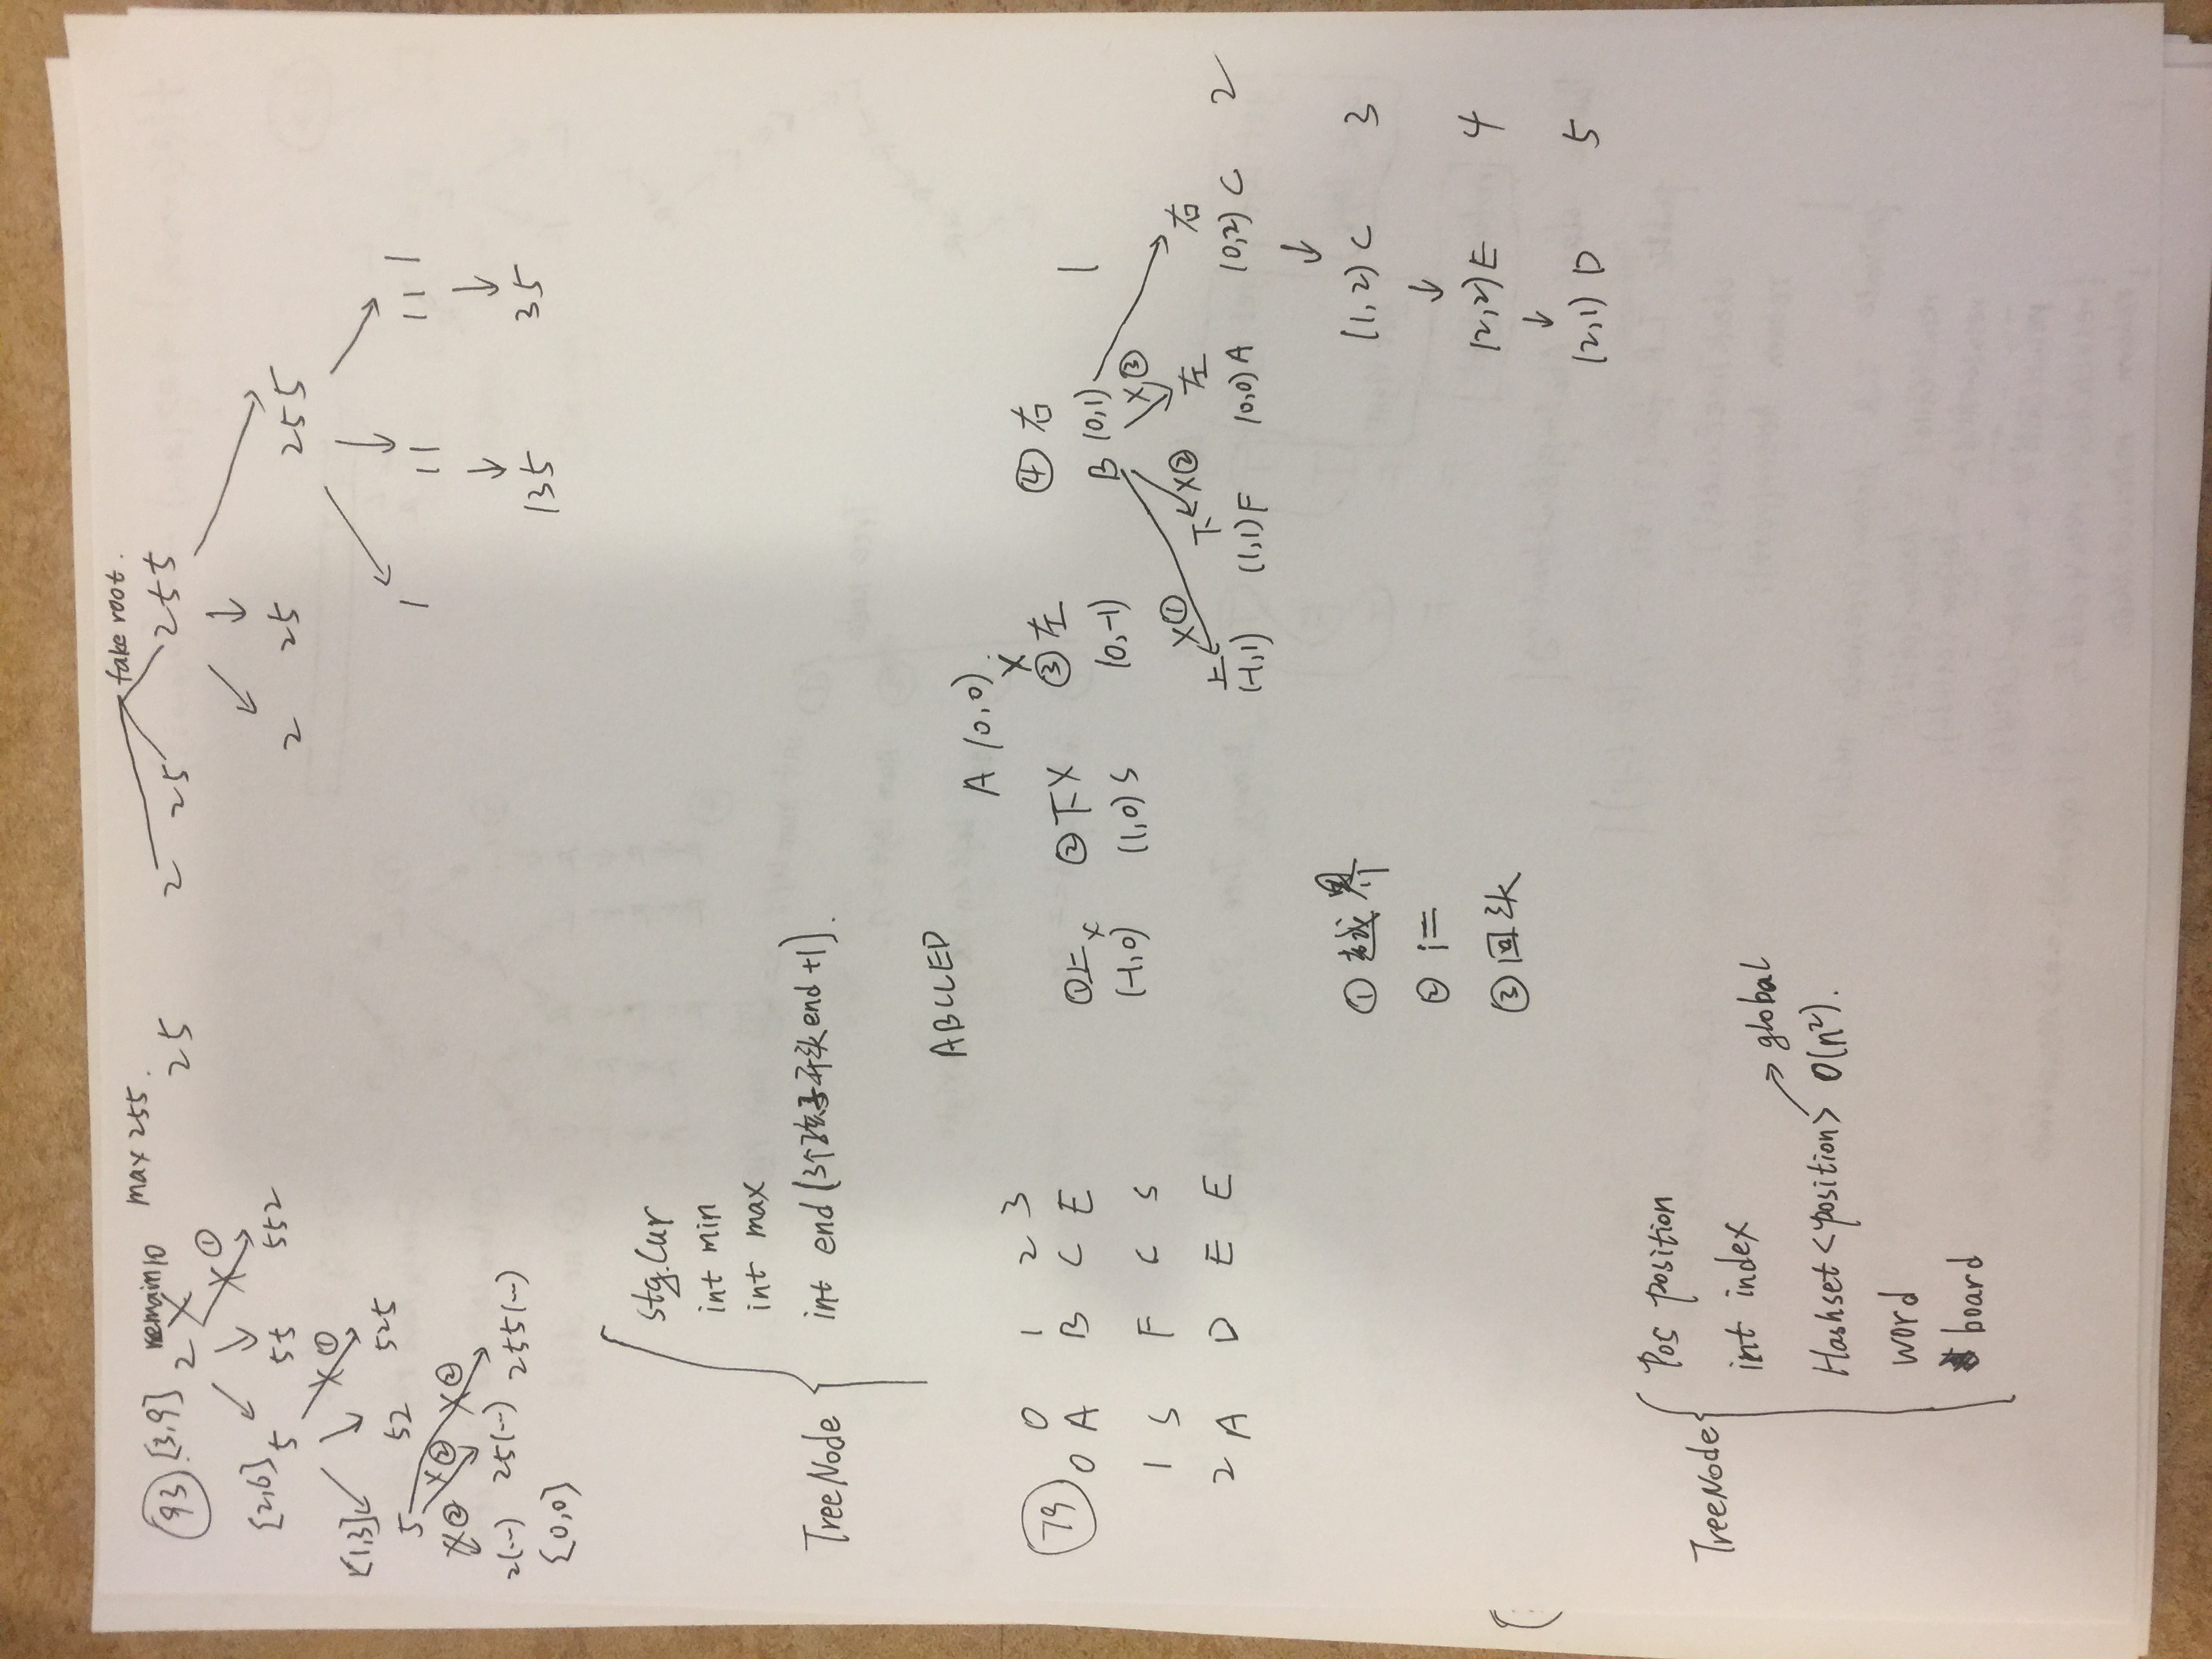 93 [3,9] 2 remain10 max 255.
{2,6} 5 55 552 ①
[1,3] 5 52 525 ①
② ② ②
2(...) 25(...) 255(...)
{0,0}
25
fake root.
2 25 255
2 25 255
1 11 111
135 35
TreeNode
stg.Cur
int min
int max
int end (3个孩子开头end+1).
ABCCED
79
0 1 2 3
0 A B C E
1 S F C S
2 A D E E
A (0,0).
①上x ②下X ③左 X ④右
(-1,0) (1,0) S (0,-1) B (0,1) 1
X① X② X③
上 下 左 右
(-1,1) (1,1) F (0,0) A (0,2) C 2
(1,2) C 3
(2,2) E 4
(2,1) D 5
① 越界
② i=
③ 回头
TreeNode
Pos position
int index
Hashset <position> O(n²).
global
word
board